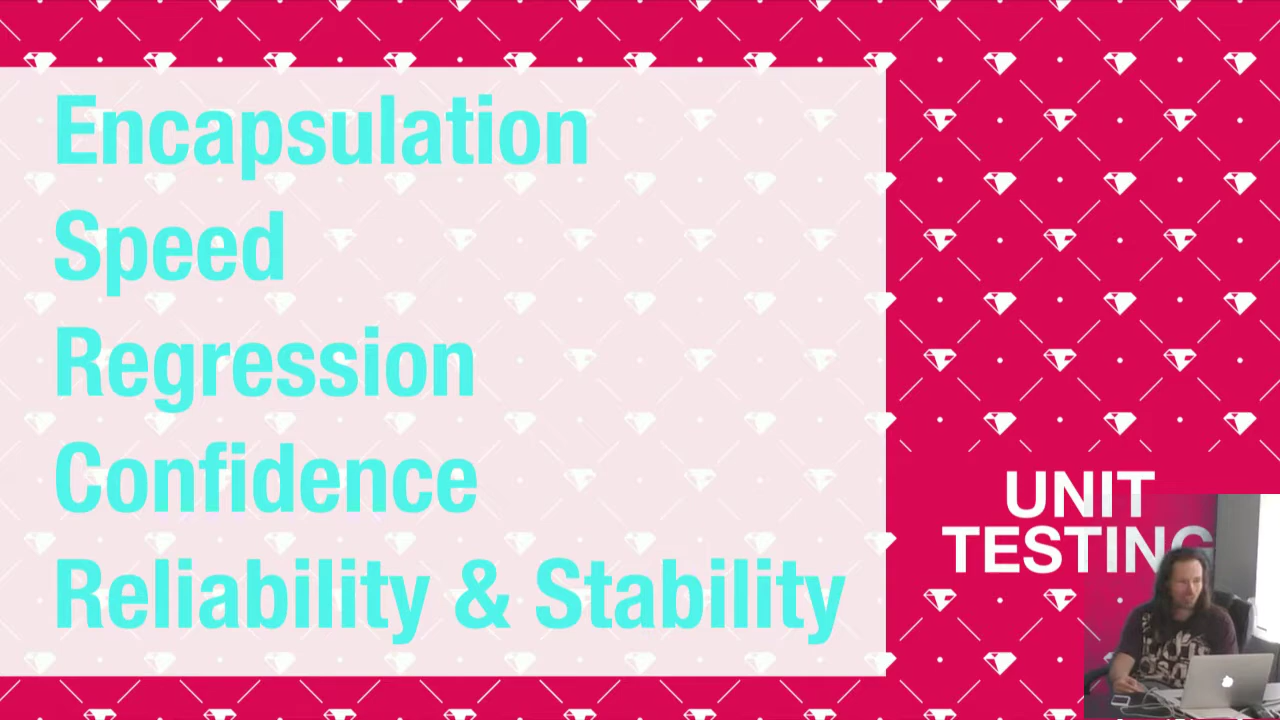 Encapsulation
Speed
Regression
Confidence
Reliability & Stability
UNIT
TESTING